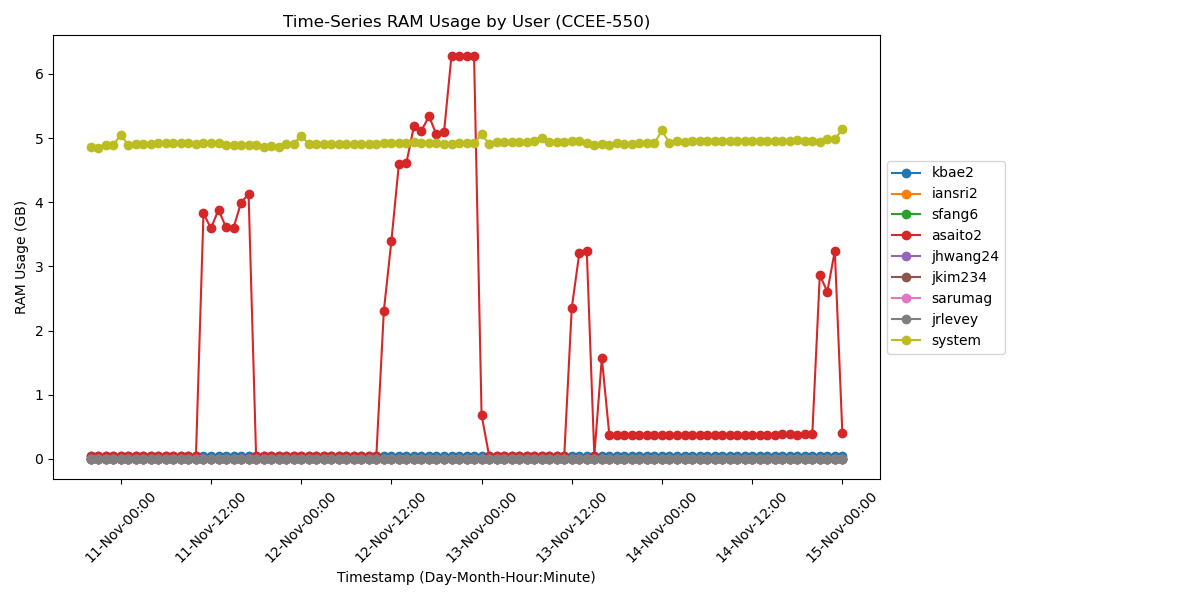 Time-Series RAM Usage by User (CCEE-550)
RAM Usage (GB)
6
5
4
3
2
1
0
11-Nov-00:00
11-Nov-12:00
12-Nov-00:00
12-Nov-12:00
13-Nov-00:00
13-Nov-12:00
14-Nov-00:00
14-Nov-12:00
15-Nov-00:00
Timestamp (Day-Month-Hour:Minute)
kbae2
iansri2
sfang6
asaito2
jhwang24
jkim234
sarumag
jrlevey
system